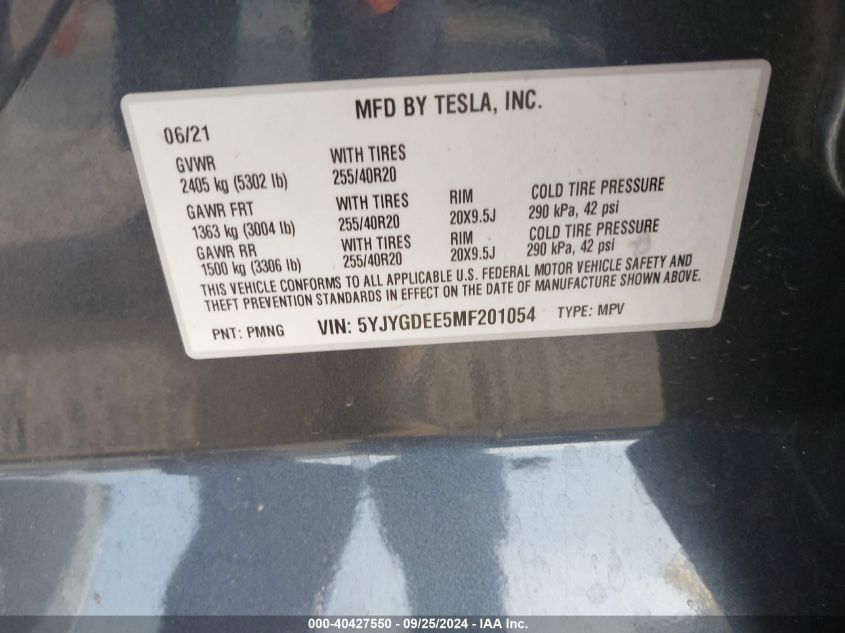 MFD BY TESLA, INC.
06/21
GVWR WITH TIRES
2405 kg (5302 lb) 255/40R20
GAWR FRT WITH TIRES RIM COLD TIRE PRESSURE
1363 kg (3004 lb) 255/40R20 20X9.5J 290 kPa, 42 psi
GAWR RR WITH TIRES RIM COLD TIRE PRESSURE
1500 kg (3306 lb) 255/40R20 20X9.5J 290 kPa, 42 psi
THIS VEHICLE CONFORMS TO ALL APPLICABLE U.S. FEDERAL MOTOR VEHICLE SAFETY AND
THEFT PREVENTION STANDARDS IN EFFECT ON THE DATE OF MANUFACTURE SHOWN ABOVE.
PNT: PMNG VIN: 5YJYGDEE5MF201054 TYPE: MPV
000-40427550 - 09/25/2024 - IAA Inc.